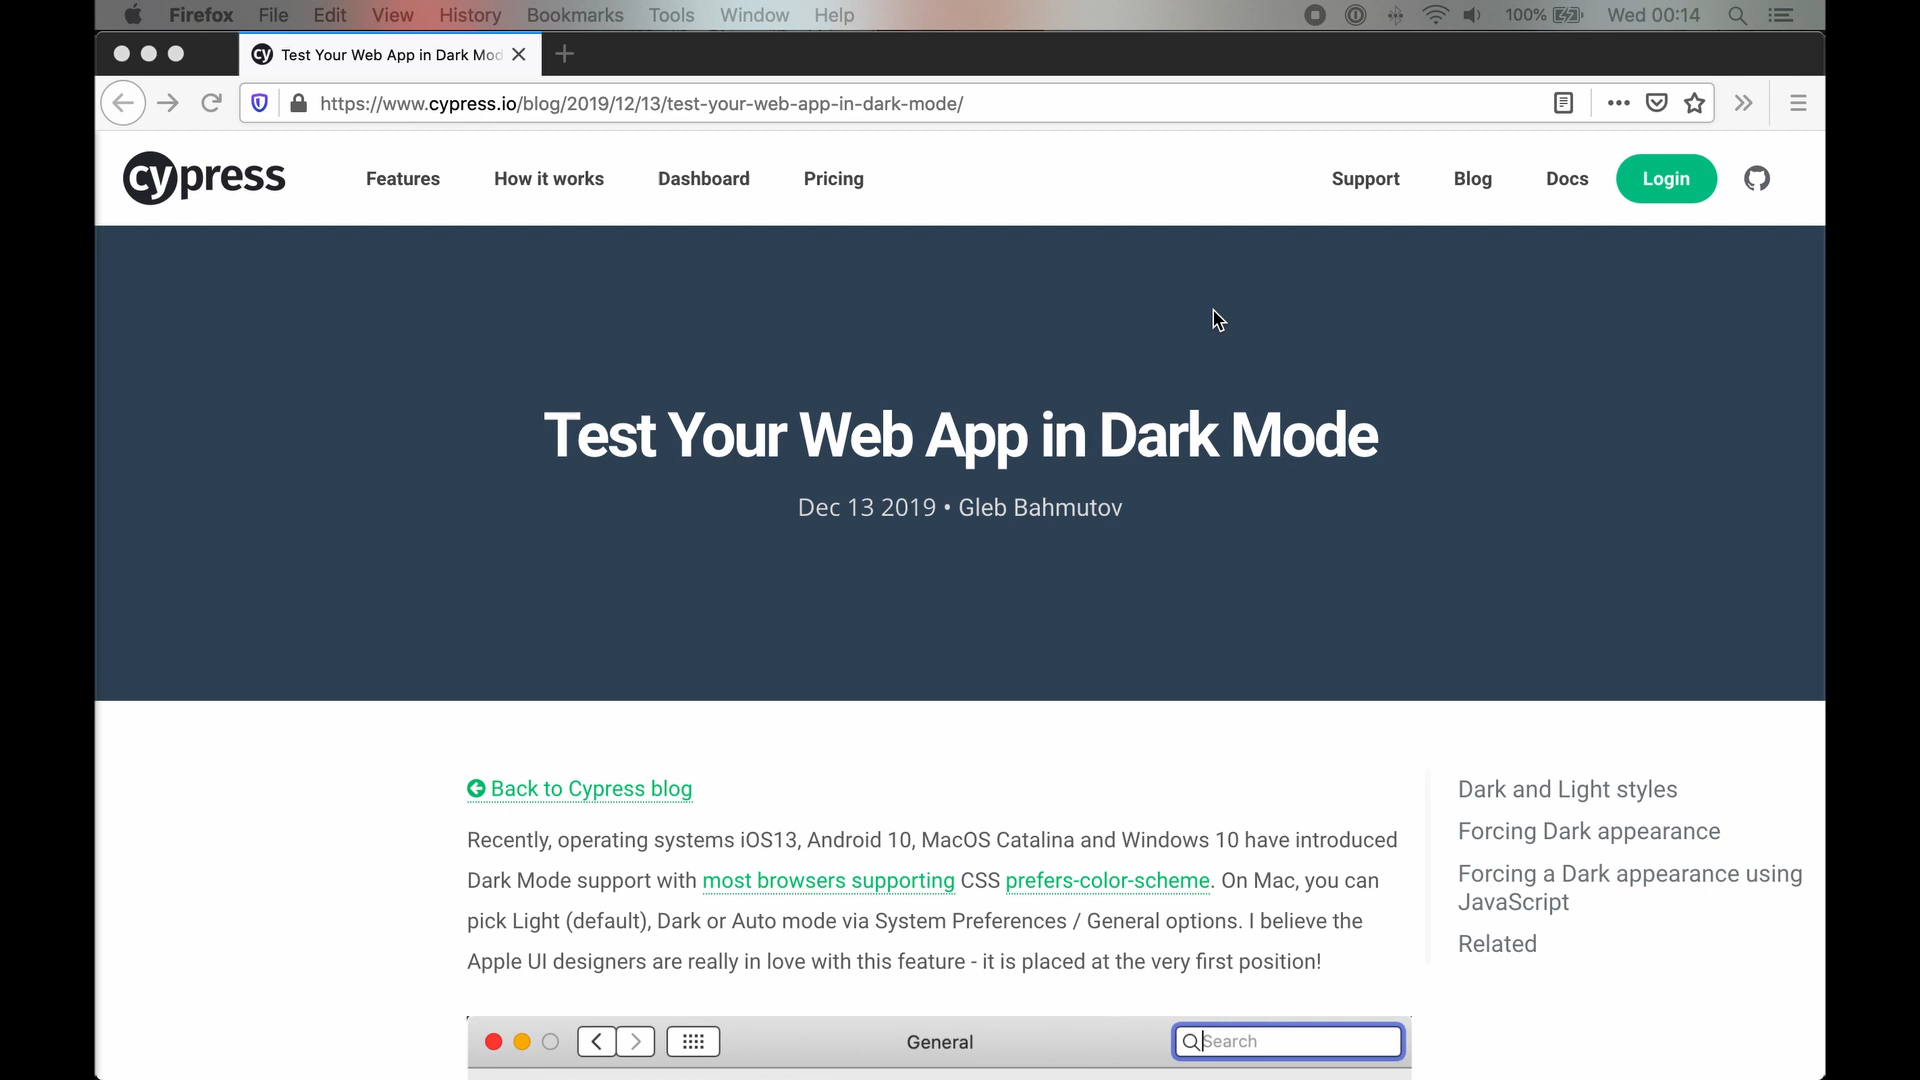 Firefox File Edit View History Bookmarks Tools Window Help 100% Wed 00:14
cy Test Your Web App in Dark Mod
https://www.cypress.io/blog/2019/12/13/test-your-web-app-in-dark-mode/
cypress Features How it works Dashboard Pricing Support Blog Docs Login
Test Your Web App in Dark Mode
Dec 13 2019 • Gleb Bahmutov
Back to Cypress blog
Recently, operating systems iOS13, Android 10, MacOS Catalina and Windows 10 have introduced
Dark Mode support with most browsers supporting CSS prefers-color-scheme. On Mac, you can
pick Light (default), Dark or Auto mode via System Preferences / General options. I believe the
Apple UI designers are really in love with this feature - it is placed at the very first position!
Dark and Light styles
Forcing Dark appearance
Forcing a Dark appearance using
JavaScript
Related
General Search